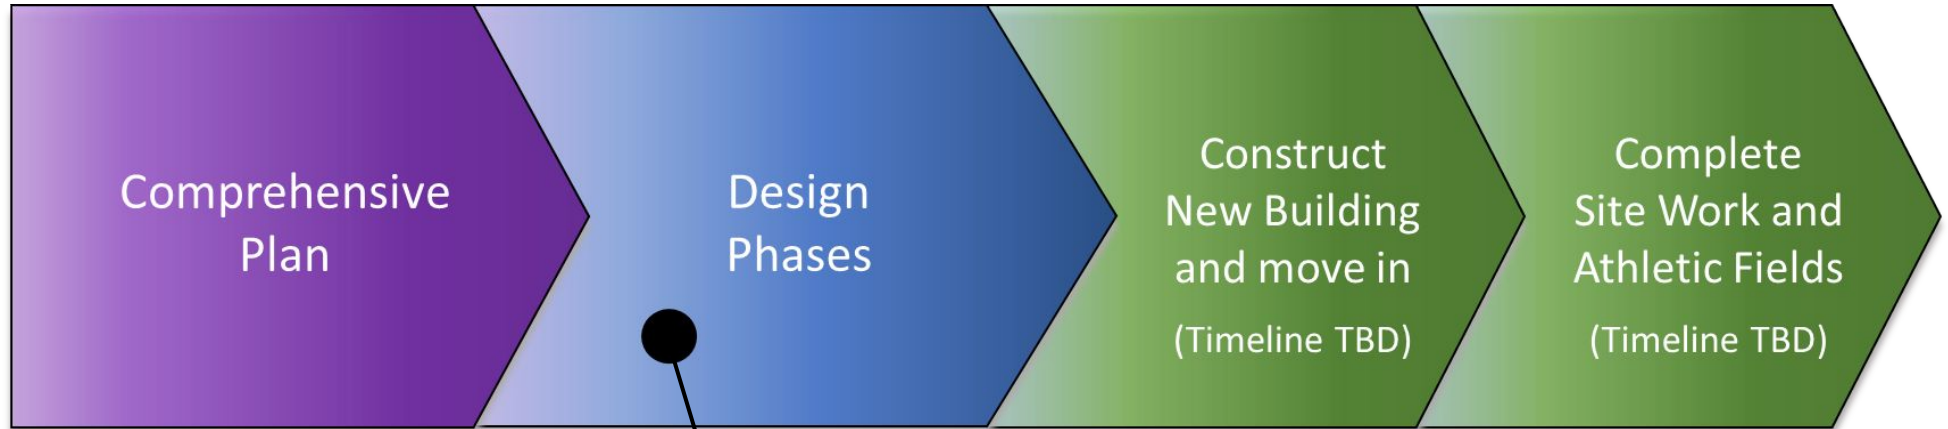 Comprehensive
Plan
Design
Phases
Construct
New Building
and move in
(Timeline TBD)
Complete
Site Work and
Athletic Fields
(Timeline TBD)